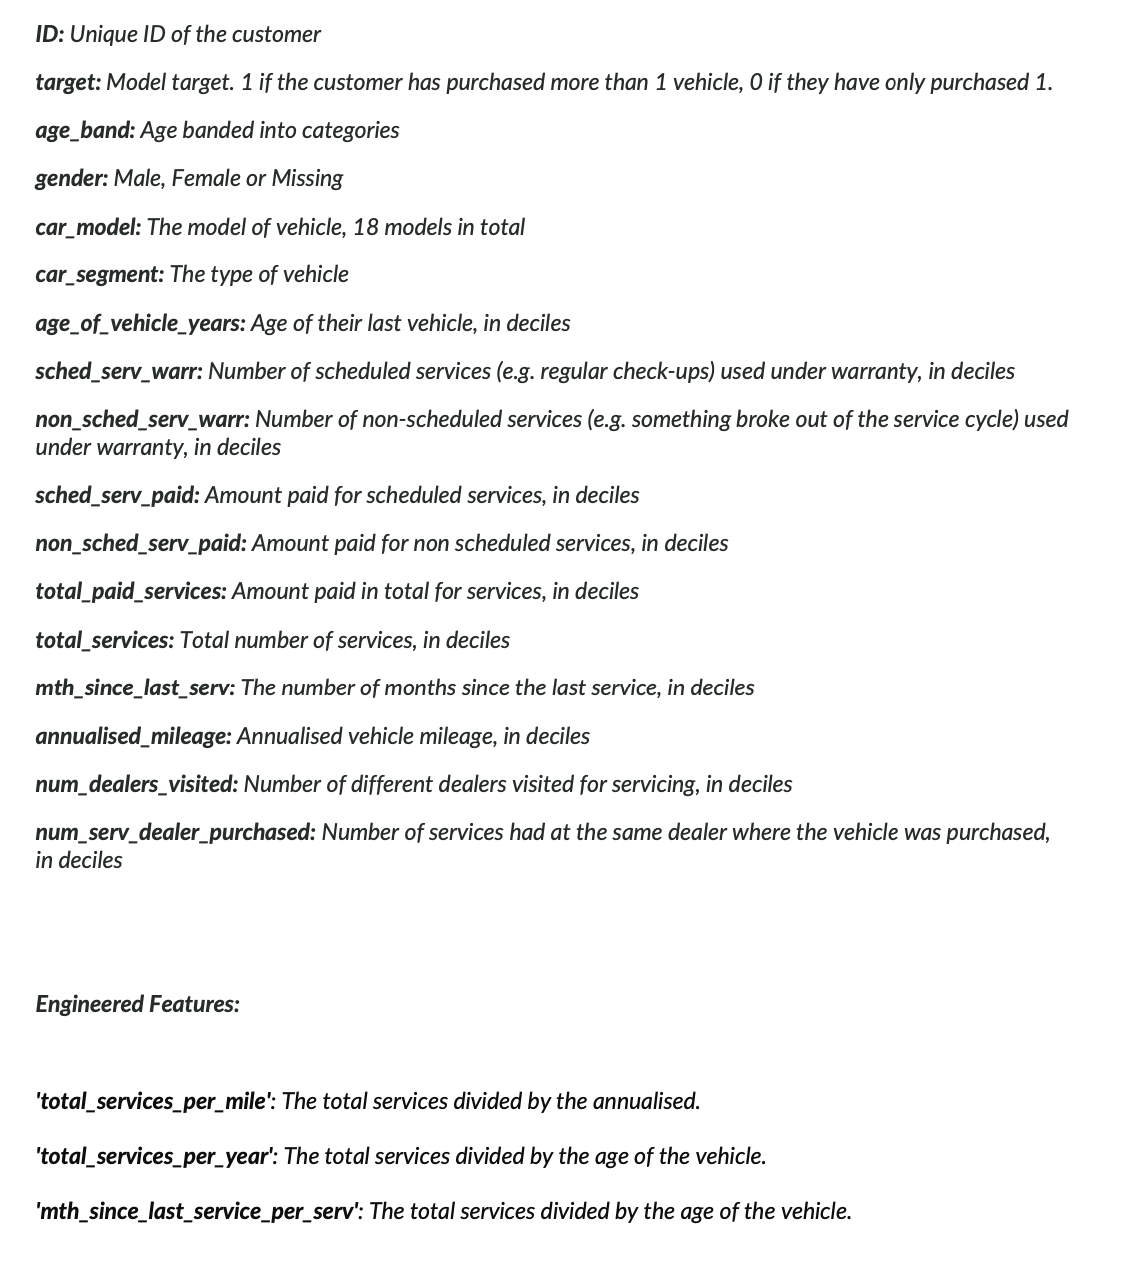 ID: Unique ID of the customer
target: Model target. 1 if the customer has purchased more than 1 vehicle, 0 if they have only purchased 1.
age_band: Age banded into categories
gender: Male, Female or Missing
car_model: The model of vehicle, 18 models in total
car_segment: The type of vehicle
age_of_vehicle_years: Age of their last vehicle, in deciles
sched_serv_warr: Number of scheduled services (e.g. regular check-ups) used under warranty, in deciles
non_sched_serv_warr: Number of non-scheduled services (e.g. something broke out of the service cycle) used
under warranty, in deciles
sched_serv_paid: Amount paid for scheduled services, in deciles
non_sched_serv_paid: Amount paid for non scheduled services, in deciles
total_paid_services: Amount paid in total for services, in deciles
total_services: Total number of services, in deciles
mth_since_last_serv: The number of months since the last service, in deciles
annualised_mileage: Annualised vehicle mileage, in deciles
num_dealers_visited: Number of different dealers visited for servicing, in deciles
num_serv_dealer_purchased: Number of services had at the same dealer where the vehicle was purchased,
in deciles
Engineered Features:
'total_services_per_mile': The total services divided by the annualised.
'total_services_per_year': The total services divided by the age of the vehicle.
'mth_since_last_service_per_serv': The total services divided by the age of the vehicle.